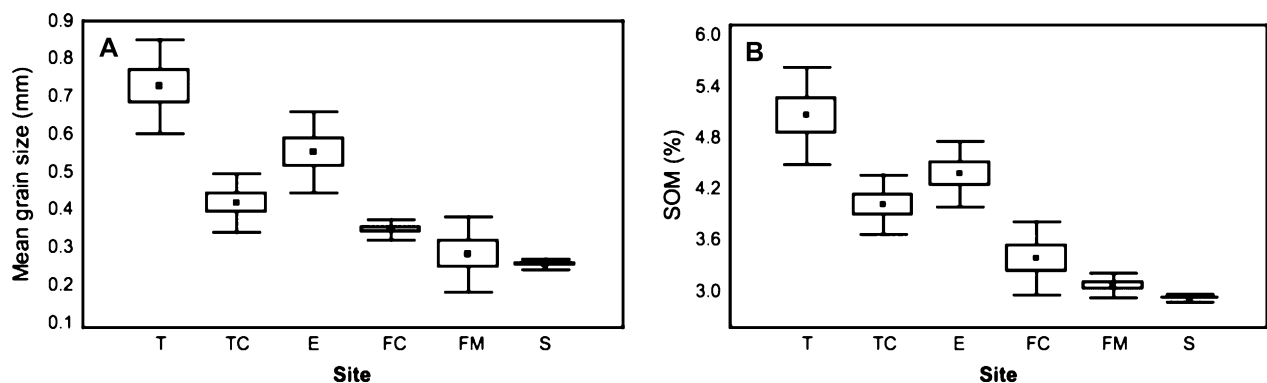 A
Mean grain size (mm)
0.9
0.8
0.7
0.6
0.5
0.4
0.3
0.2
0.1
T TC E FC FM S
Site
B
SOM (%)
6.0
5.4
4.8
4.2
3.6
3.0
T TC E FC FM S
Site